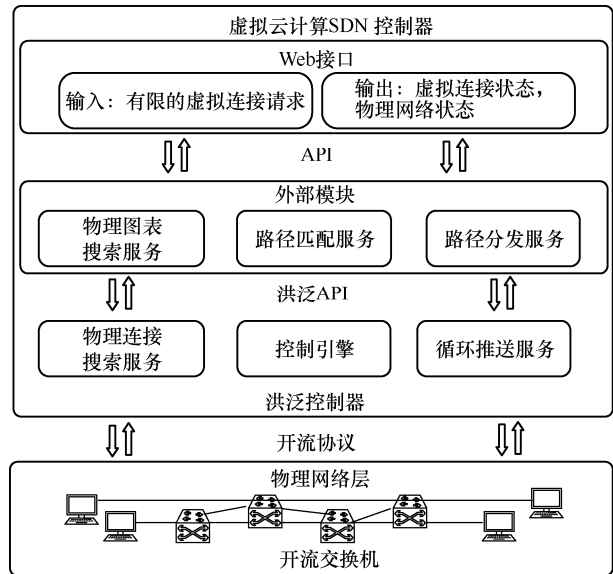 虚拟云计算SDN 控制器
Web接口
输入：有限的虚拟连接请求
输出：虚拟连接状态，
物理网络状态
API
外部模块
物理图表
搜索服务
路径匹配服务
路径分发服务
洪泛API
物理连接
搜索服务
控制引擎
循环推送服务
洪泛控制器
开流协议
物理网络层
开流交换机